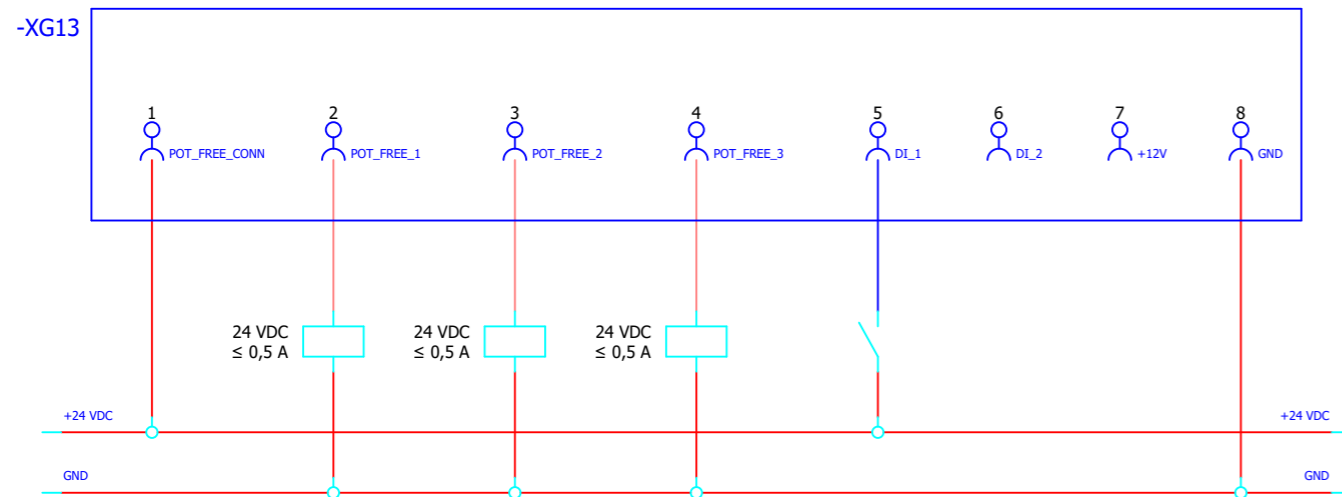 -XG13
1 2 3 4 5 6 7 8
POT_FREE_CONN POT_FREE_1 POT_FREE_2 POT_FREE_3 DI_1 DI_2 +12V GND
24 VDC 24 VDC 24 VDC
≤ 0,5 A ≤ 0,5 A ≤ 0,5 A
+24 VDC +24 VDC
GND GND